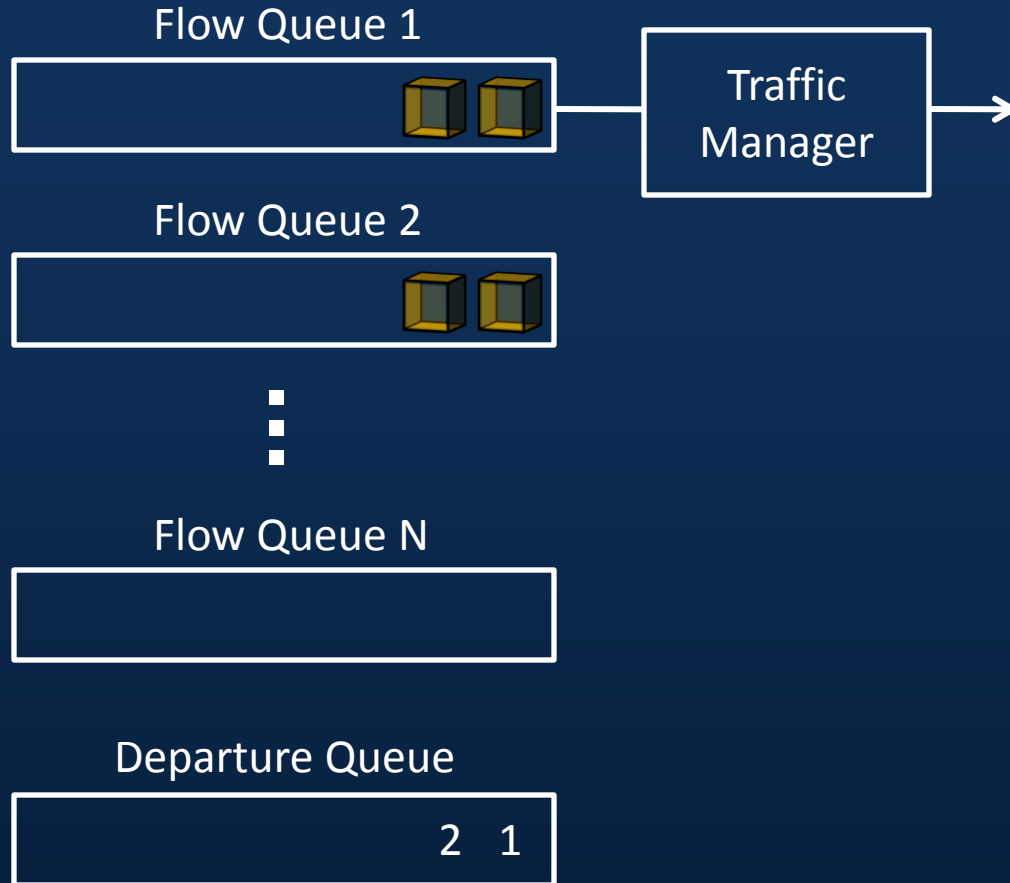 Flow Queue 1
Traffic
Manager
Flow Queue 2
Flow Queue N
Departure Queue
2 1